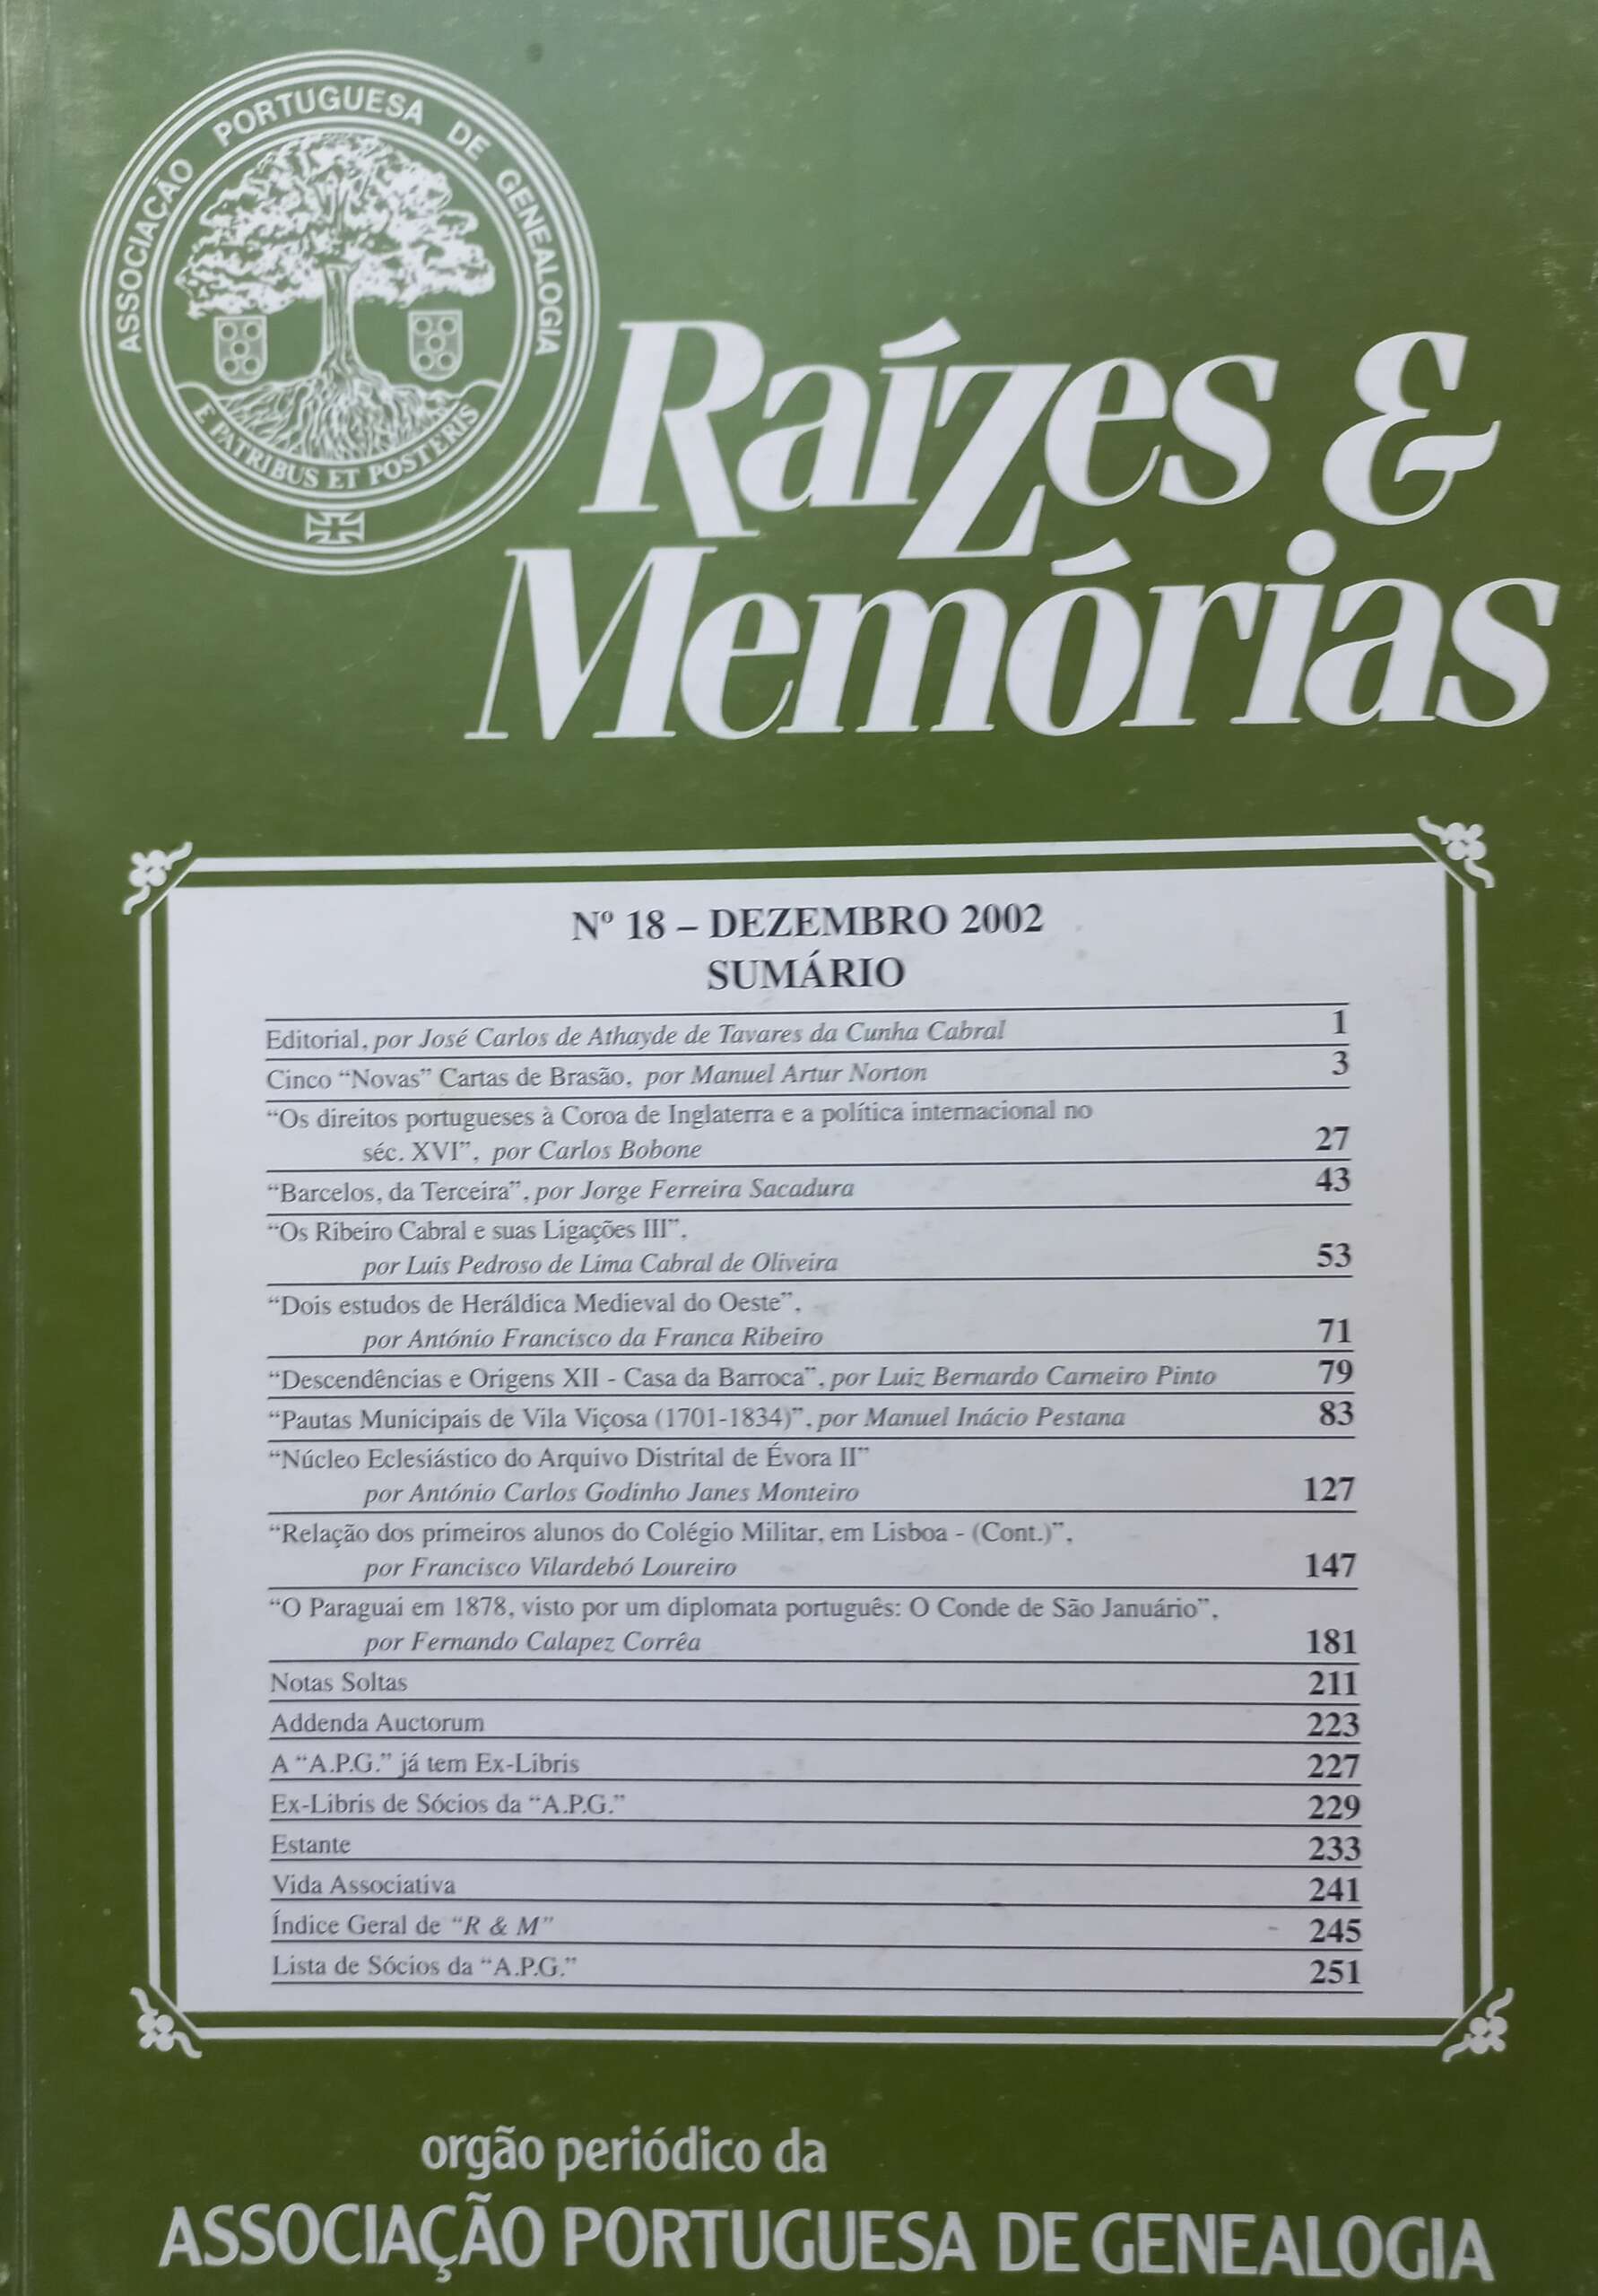 ASSOCIAÇÃO PORTUGUESA DE GENEALOGIA
E PATRIBUS ET POSTERIS
Raízes &
Memórias
Nº 18 – DEZEMBRO 2002
SUMÁRIO
Editorial, por José Carlos de Athayde de Tavares da Cunha Cabral 1
Cinco “Novas” Cartas de Brasão, por Manuel Artur Norton 3
“Os direitos portugueses à Coroa de Inglaterra e a política internacional no
séc. XVI”, por Carlos Bobone 27
“Barcelos, da Terceira”, por Jorge Ferreira Sacadura 43
“Os Ribeiro Cabral e suas Ligações III”,
por Luis Pedroso de Lima Cabral de Oliveira 53
“Dois estudos de Heráldica Medieval do Oeste”,
por António Francisco da Franca Ribeiro 71
“Descendências e Origens XII - Casa da Barroca”, por Luiz Bernardo Carneiro Pinto 79
“Pautas Municipais de Vila Viçosa (1701-1834)”, por Manuel Inácio Pestana 83
“Núcleo Eclesiástico do Arquivo Distrital de Évora II”
por António Carlos Godinho Janes Monteiro 127
“Relação dos primeiros alunos do Colégio Militar, em Lisboa - (Cont.)”,
por Francisco Vilardebó Loureiro 147
“O Paraguai em 1878, visto por um diplomata português: O Conde de São Januário”,
por Fernando Calapez Corrêa 181
Notas Soltas 211
Addenda Auctorum 223
A “A.P.G.” já tem Ex-Libris 227
Ex-Libris de Sócios da “A.P.G.” 229
Estante 233
Vida Associativa 241
Índice Geral de “R & M” 245
Lista de Sócios da “A.P.G.” 251
orgão periódico da
ASSOCIAÇÃO PORTUGUESA DE GENEALOGIA